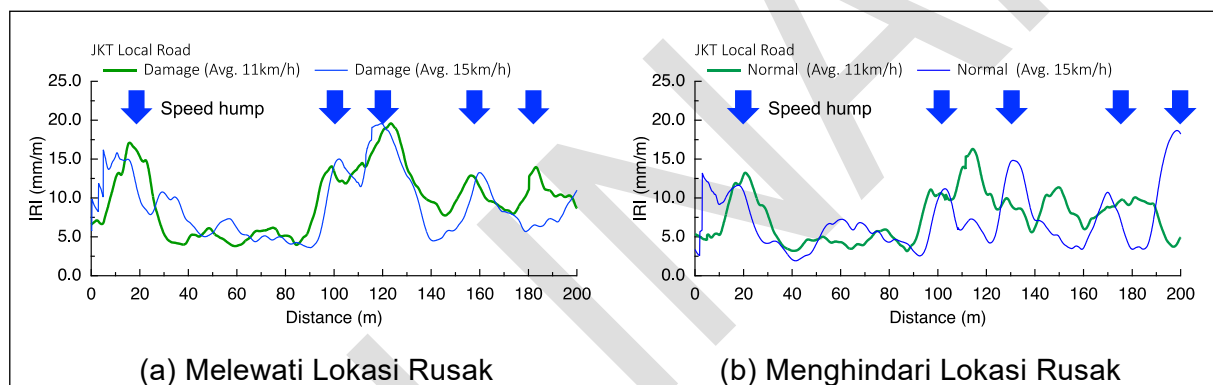 JKT Local Road
Damage (Avg. 11km/h) Damage (Avg. 15km/h)
25.0
20.0
15.0
10.0
5.0
0.0
IRI (mm/m)
Speed hump
0 20 40 60 80 100 120 140 160 180 200
Distance (m)
(a) Melewati Lokasi Rusak
JKT Local Road
Normal (Avg. 11km/h) Normal (Avg. 15km/h)
25.0
20.0
15.0
10.0
5.0
0.0
IRI (mm/m)
Speed hump
0 20 40 60 80 100 120 140 160 180 200
Distance (m)
(b) Menghindari Lokasi Rusak